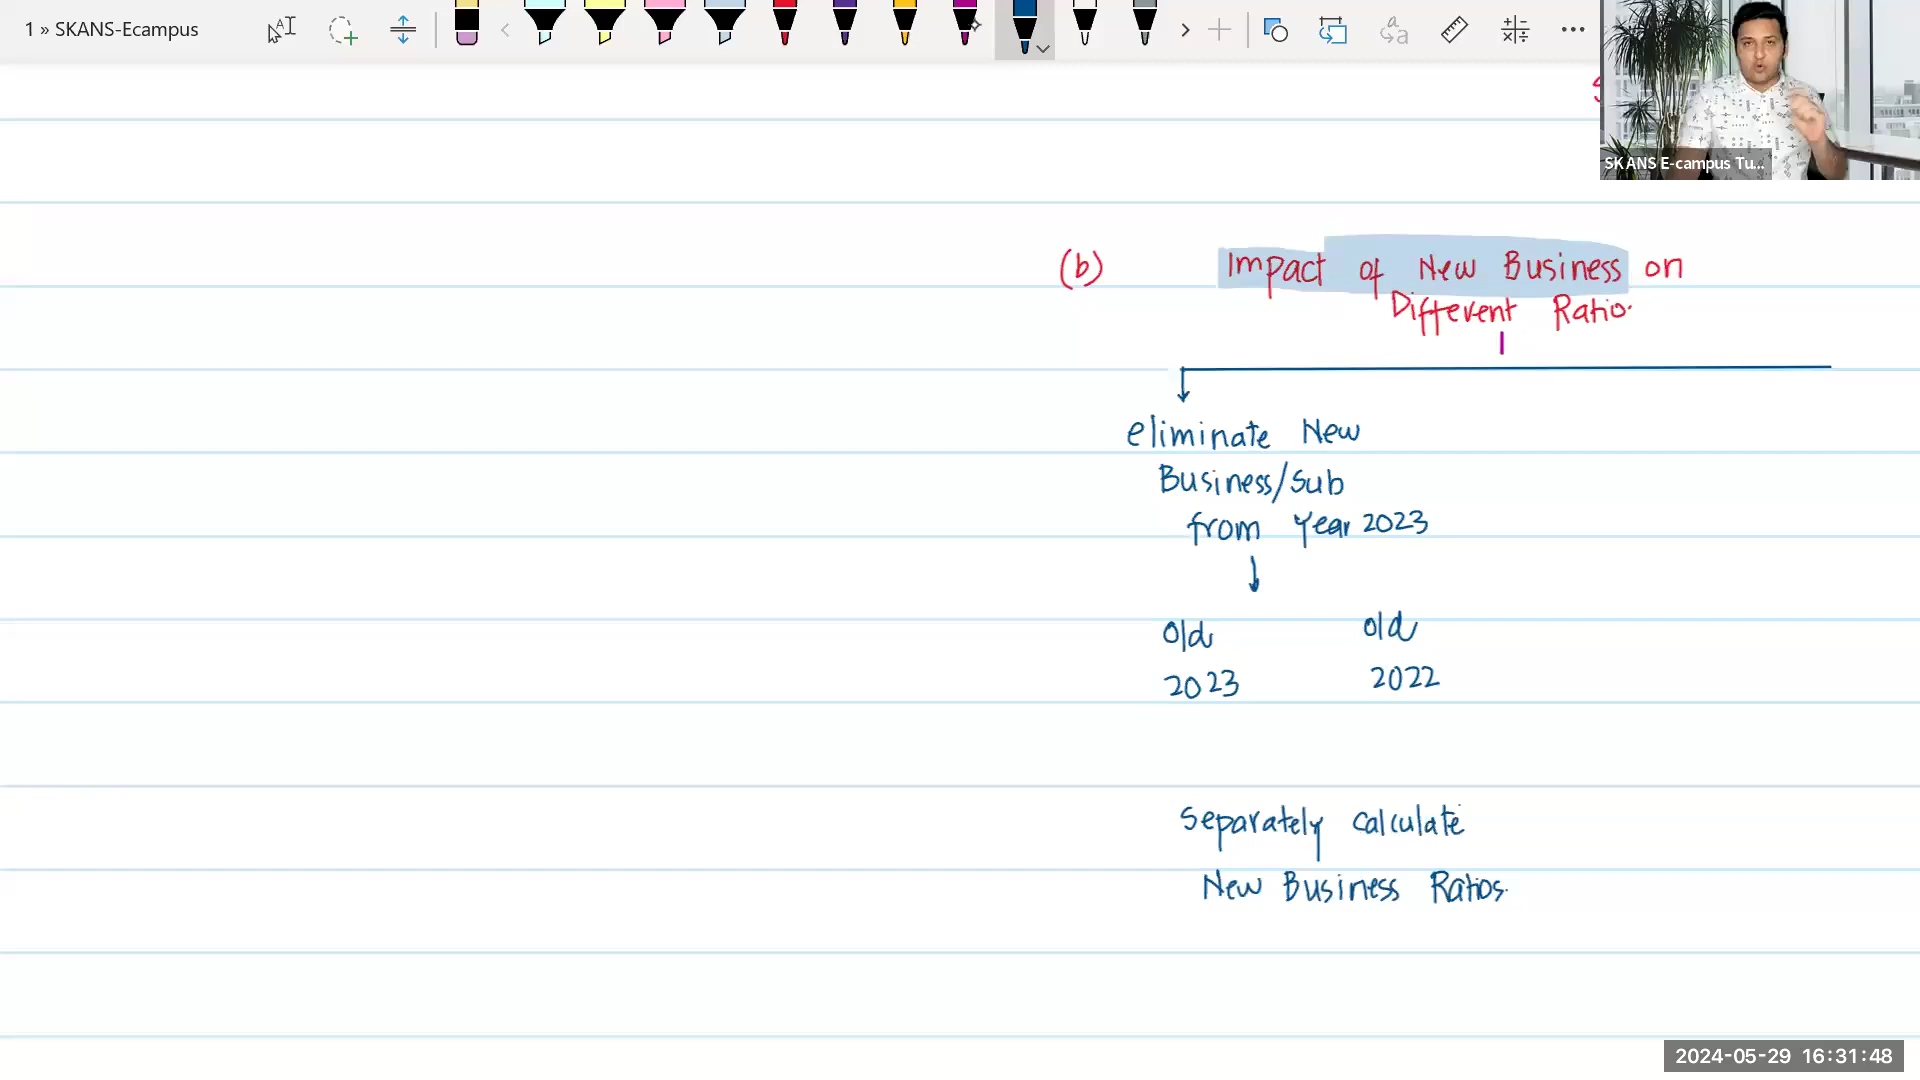 1 » SKANS-Ecampus
SKANS E-campus Tu...
(b) Impact of New Business on
Different Ratio.
eliminate New
Business/Sub
from Year 2023
old old
2023 2022
Separately calculate
New Business Ratios.
2024-05-29 16:31:48